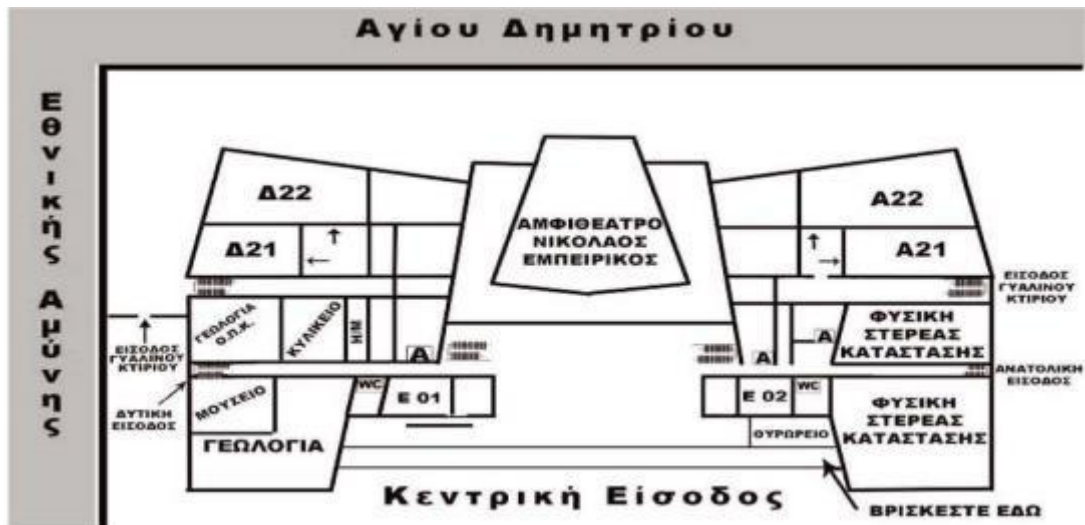 Αγίου Δημητρίου
Εθνικής Αμύνης
Δ22
Δ21
ΑΜΦΙΘΕΑΤΡΟ
ΝΙΚΟΛΑΟΣ
ΕΜΠΕΙΡΙΚΟΣ
Α22
Α21
ΕΙΣΟΔΟΣ
ΓΥΑΛΙΝΟΥ
ΚΤΙΡΙΟΥ
ΓΕΩΛΟΓΙΑ
Ο.Π.Κ.
ΚΥΛΙΚΕΙΟ
Η/Μ
Α
Α
Α
ΦΥΣΙΚΗ
ΣΤΕΡΕΑΣ
ΚΑΤΑΣΤΑΣΗΣ
ΕΙΣΟΔΟΣ
ΓΥΑΛΙΝΟΥ
ΚΤΙΡΙΟΥ
ΑΝΑΤΟΛΙΚΗ
ΕΙΣΟΔΟΣ
ΔΥΤΙΚΗ
ΕΙΣΟΔΟΣ
ΜΟΥΣΕΙΟ
ΓΕΩΛΟΓΙΑ
WC
Ε 01
Ε 02
WC
ΦΥΣΙΚΗ
ΣΤΕΡΕΑΣ
ΚΑΤΑΣΤΑΣΗΣ
ΘΥΡΩΡΕΙΟ
Κεντρική Είσοδος
ΒΡΙΣΚΕΣΤΕ ΕΔΩ